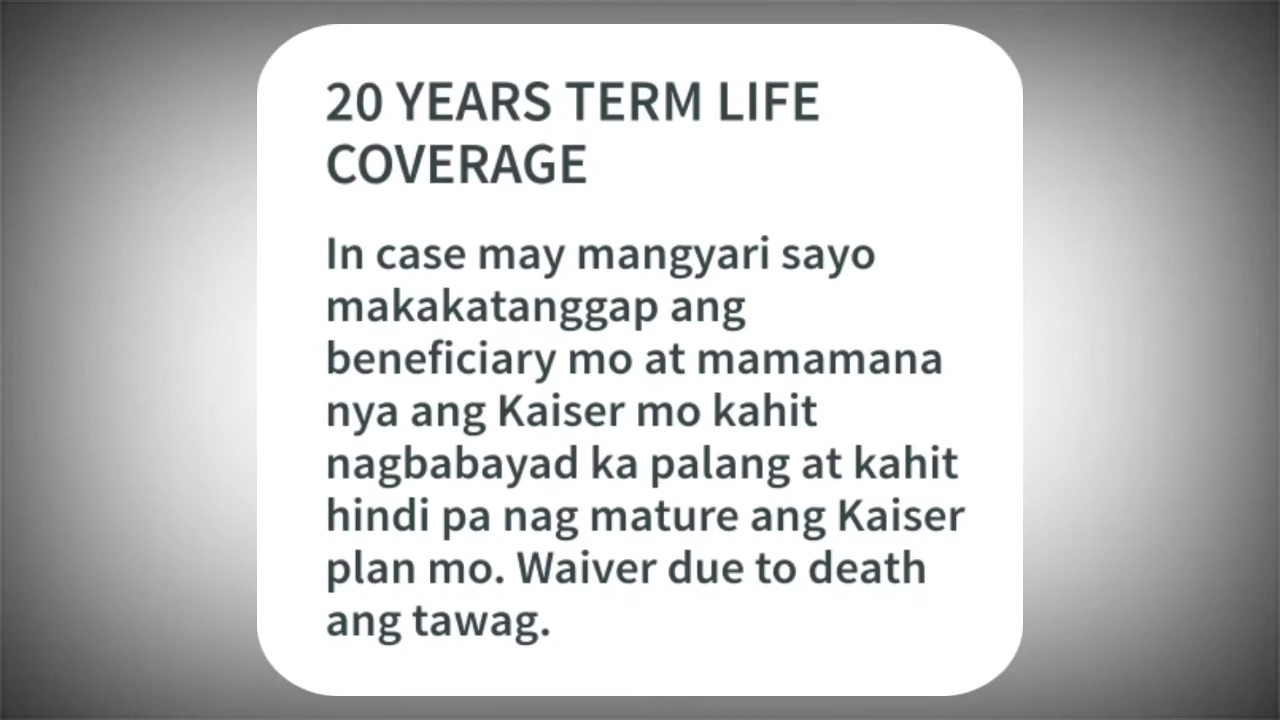 20 YEARS TERM LIFE
COVERAGE
In case may mangyari sayo
makakatanggap ang
beneficiary mo at mamamana
nya ang Kaiser mo kahit
nagbabayad ka palang at kahit
hindi pa nag mature ang Kaiser
plan mo. Waiver due to death
ang tawag.